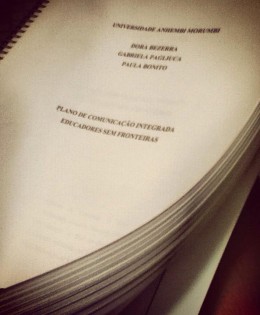 UNIVERSIDADE ANHEMBI MORUMBI
DORA BEZERRA
GABRIELA PAGLIUCA
PAULA BONITO
PLANO DE COMUNICAÇÃO INTEGRADA
EDUCADORES SEM FRONTEIRAS